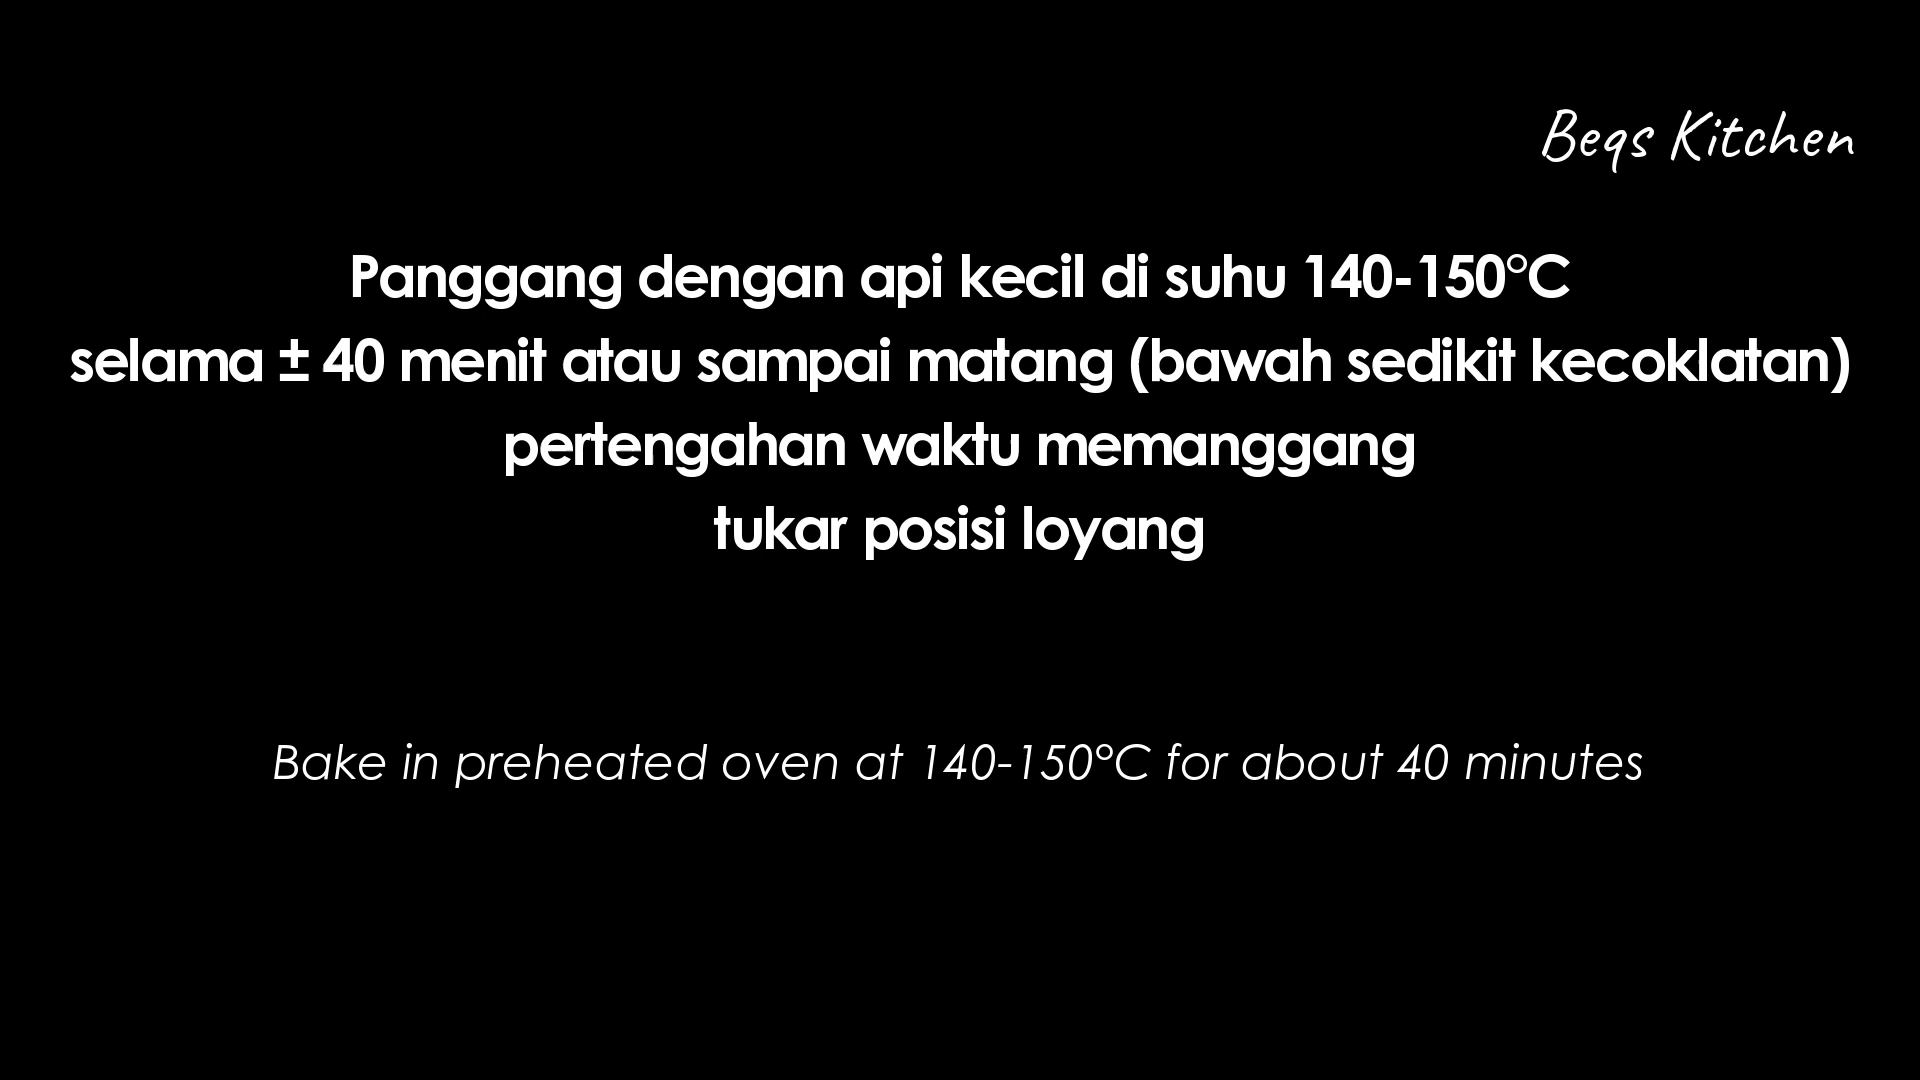 Beqs Kitchen
Panggang dengan api kecil di suhu 140-150°C
selama ± 40 menit atau sampai matang (bawah sedikit kecoklatan)
pertengahan waktu memanggang
tukar posisi loyang
Bake in preheated oven at 140-150°C for about 40 minutes